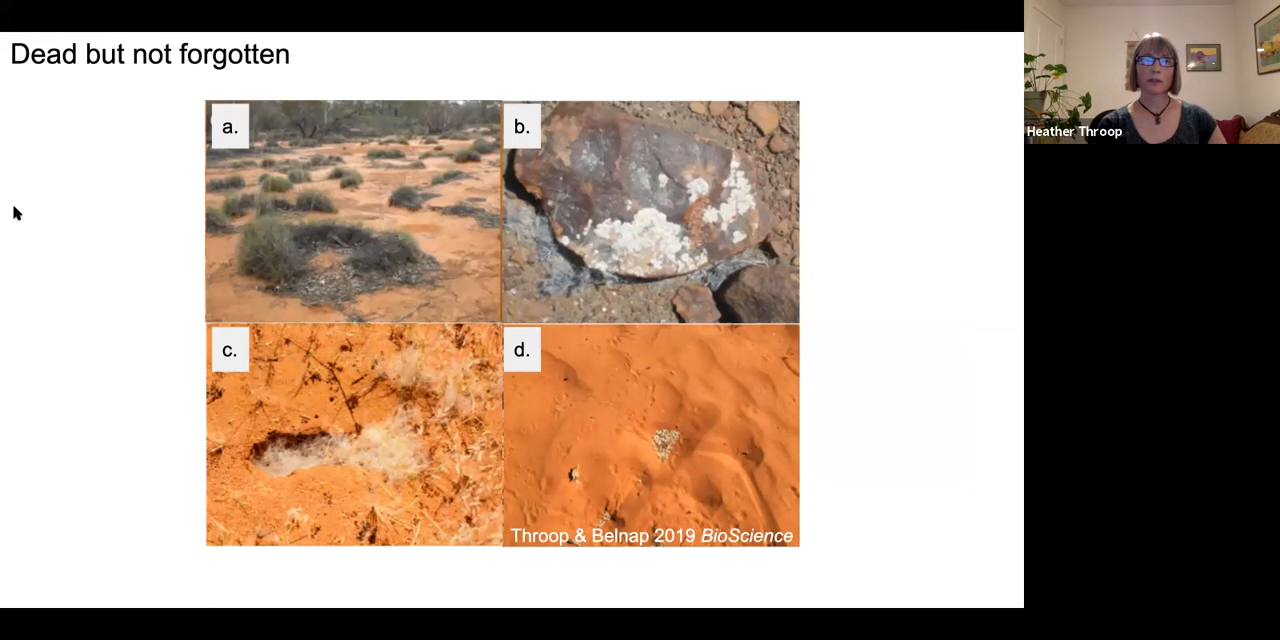 Dead but not forgotten
a.
b.
c.
d.
Throop & Belnap 2019 BioScience
Heather Throop